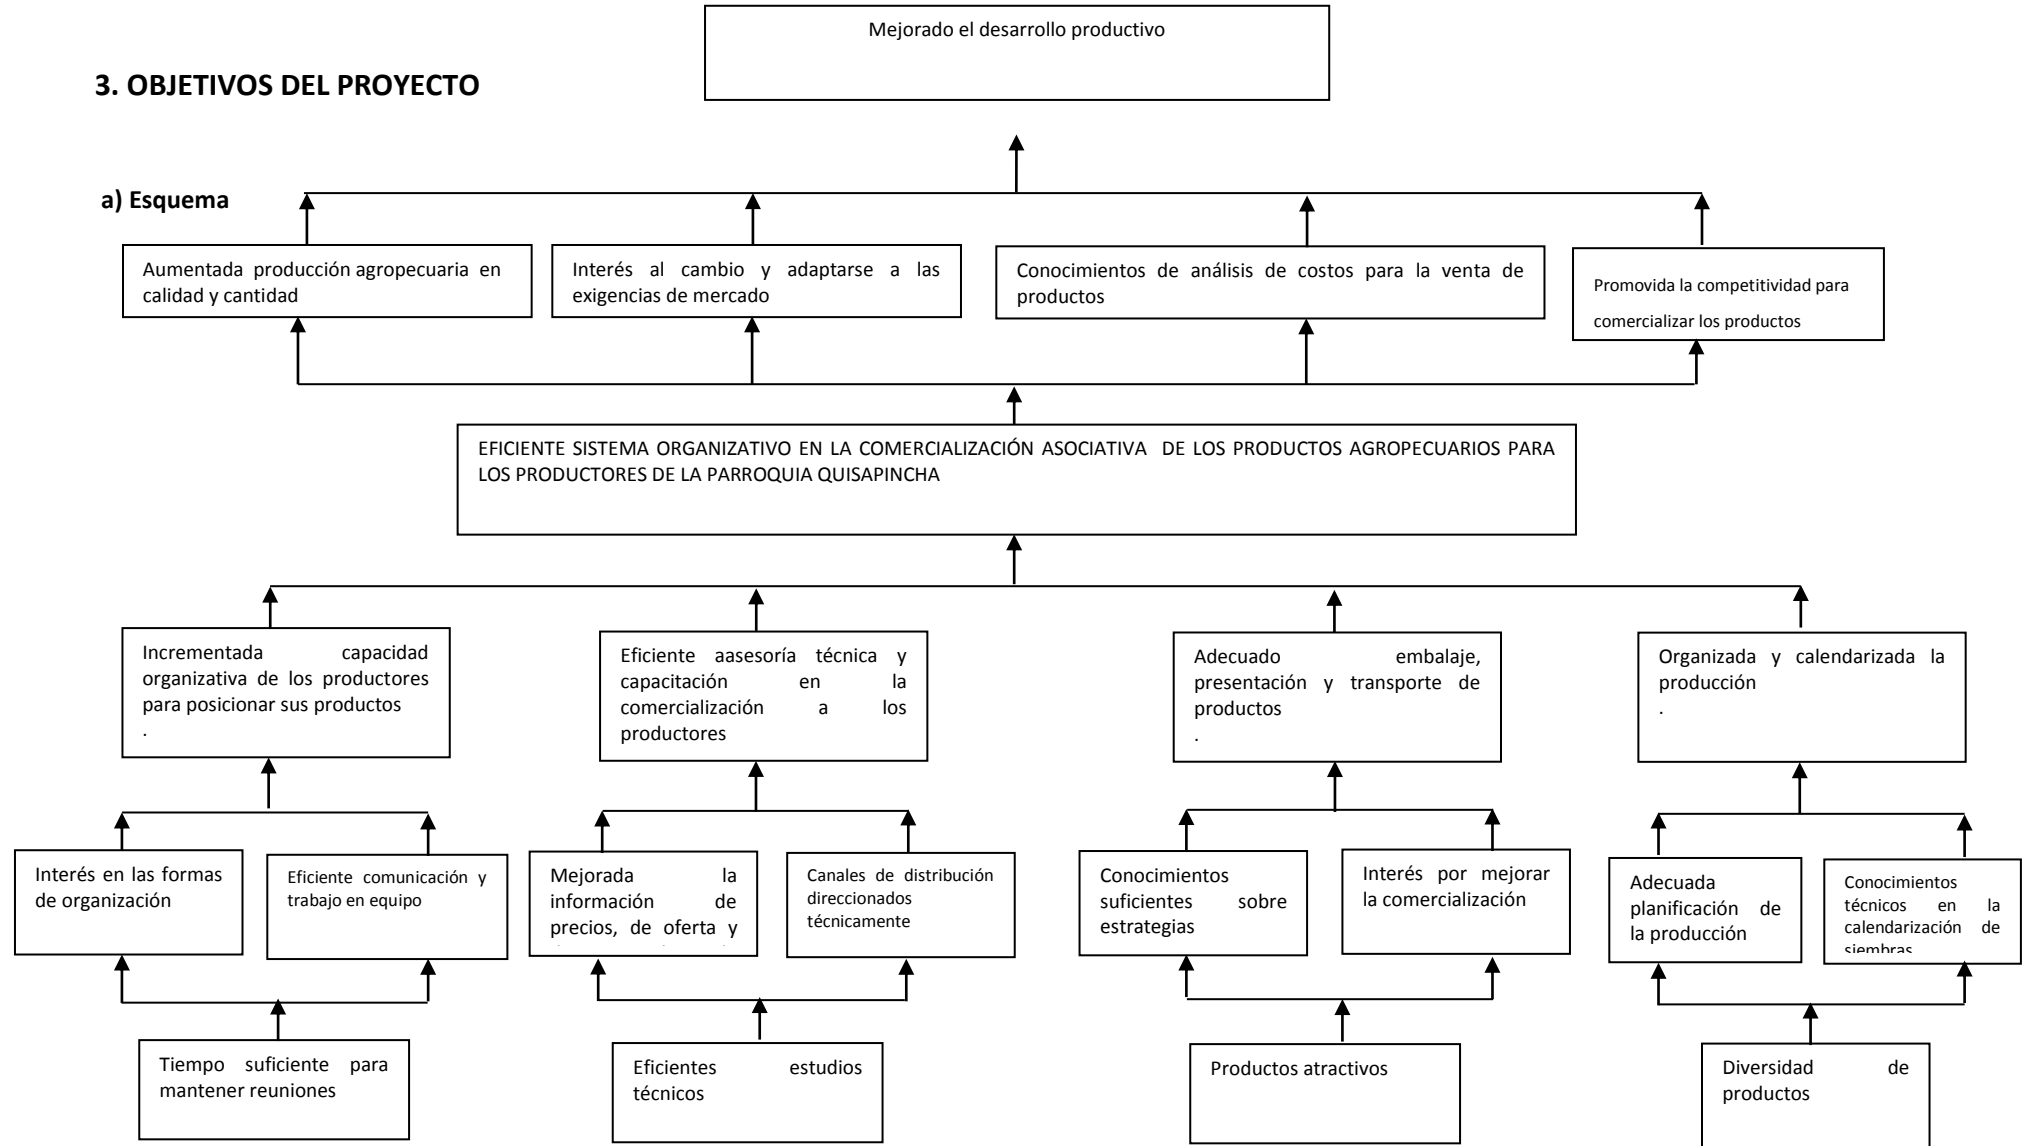 Mejorado el desarrollo productivo
3. OBJETIVOS DEL PROYECTO
a) Esquema
Aumentada producción agropecuaria en
calidad y cantidad
Interés al cambio y adaptarse a las
exigencias de mercado
Conocimientos de análisis de costos para la venta de
productos
Promovida la competitividad para
comercializar los productos
EFICIENTE SISTEMA ORGANIZATIVO EN LA COMERCIALIZACIÓN ASOCIATIVA DE LOS PRODUCTOS AGROPECUARIOS PARA
LOS PRODUCTORES DE LA PARROQUIA QUISAPINCHA
Incrementada capacidad
organizativa de los productores
para posicionar sus productos
.
Eficiente aasesoría técnica y
capacitación en la
comercialización a los
productores
Adecuado embalaje,
presentación y transporte de
productos
.
Organizada y calendarizada la
producción
.
Interés en las formas
de organización
Eficiente comunicación y
trabajo en equipo
Mejorada la
información de
precios, de oferta y
Canales de distribución
direccionados
técnicamente
Conocimientos
suficientes sobre
estrategias
Interés por mejorar
la comercialización
Adecuada
planificación de
la producción
Conocimientos
técnicos en la
calendarización de
siembras
Tiempo suficiente para
mantener reuniones
Eficientes estudios
técnicos
Productos atractivos
Diversidad de
productos